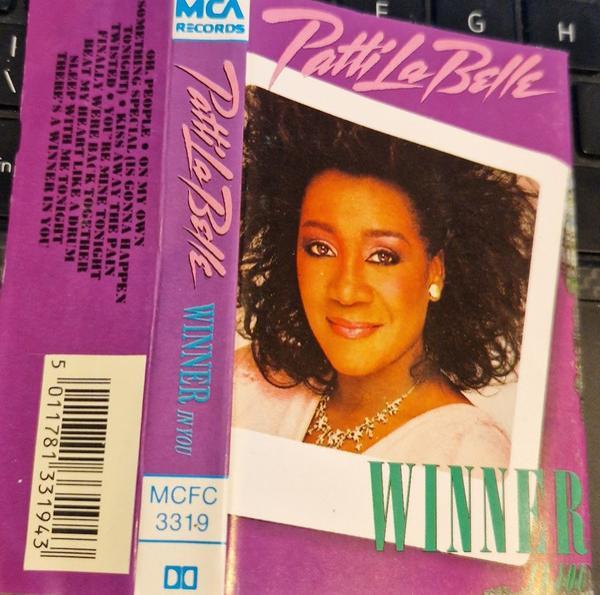 OH, PEOPLE • ON MY OWN
SOMETHING SPECIAL (IS GONNA HAPPEN
TONIGHT) • KISS AWAY THE PAIN
TWISTED • YOU'RE MINE TONIGHT
FINALLY WE'RE BACK TOGETHER
BEAT MY HEART LIKE A DRUM
SLEEP WITH ME TONIGHT
THERE'S A WINNER IN YOU
5 011781 331943
MCA
RECORDS
Patti LaBelle
WINNER IN YOU
MCFC
3319
Patti LaBelle
WINNER
IN YOU
G
H